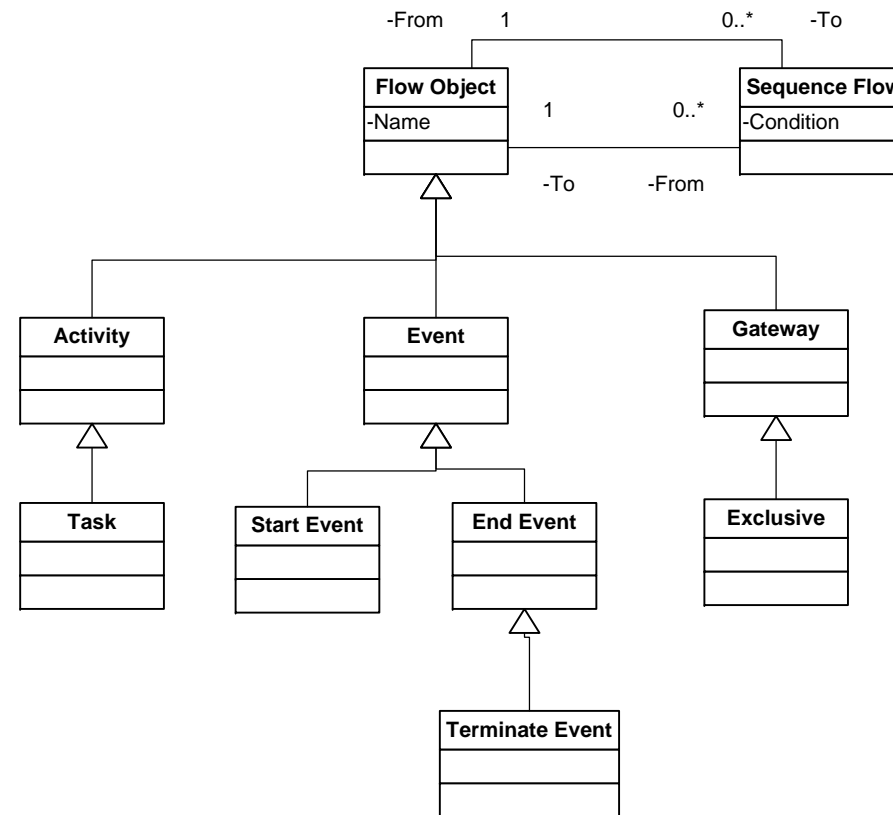 -From 1 0..* -To
Flow Object
-Name
1 0..*
-To -From
Sequence Flow
-Condition
Activity
Event
Gateway
Task
Start Event
End Event
Exclusive
Terminate Event